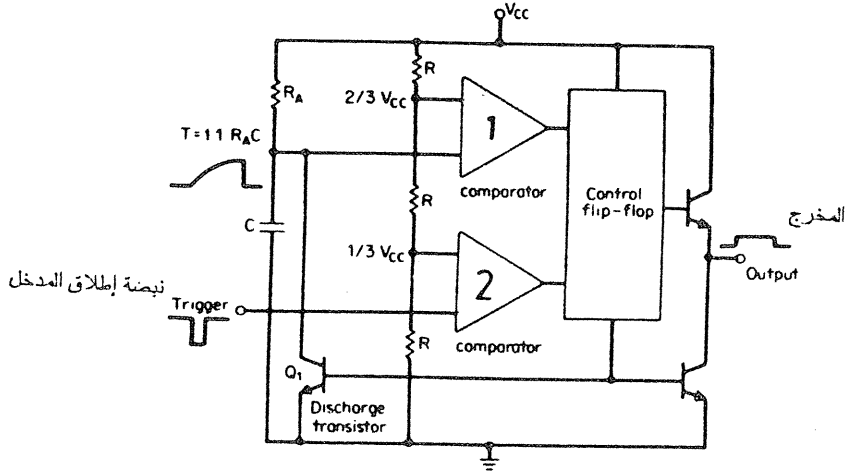 VCC
R
RA
2/3 VCC
1
T=1 1 RAC
comparator
Control
flip-flop
R
المخرج
C
1/3 VCC
2
Output
نبضة إطلاق المدخل
Trigger
R
comparator
Q1
Discharge
transistor